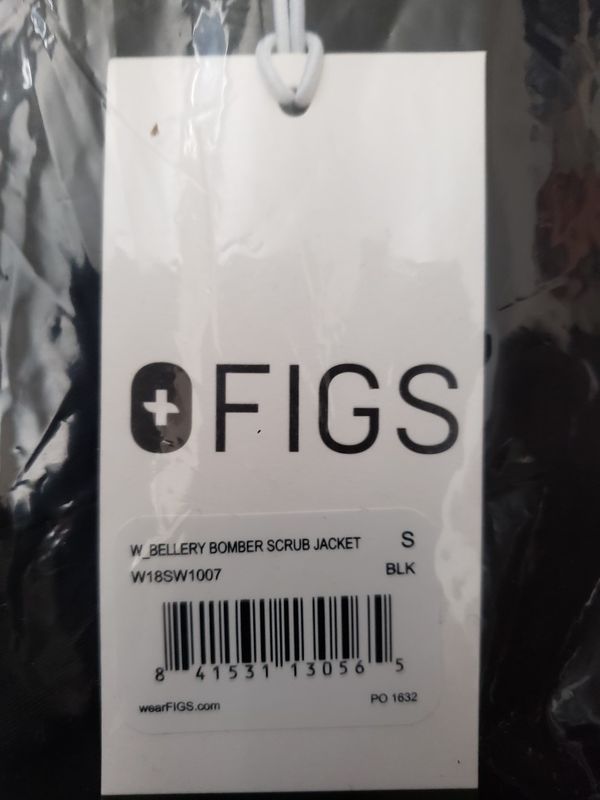 FIGS
W_BELLERY BOMBER SCRUB JACKET S
W18SW1007 BLK
8 41531 13056 5
wearFIGS.com PO 1632